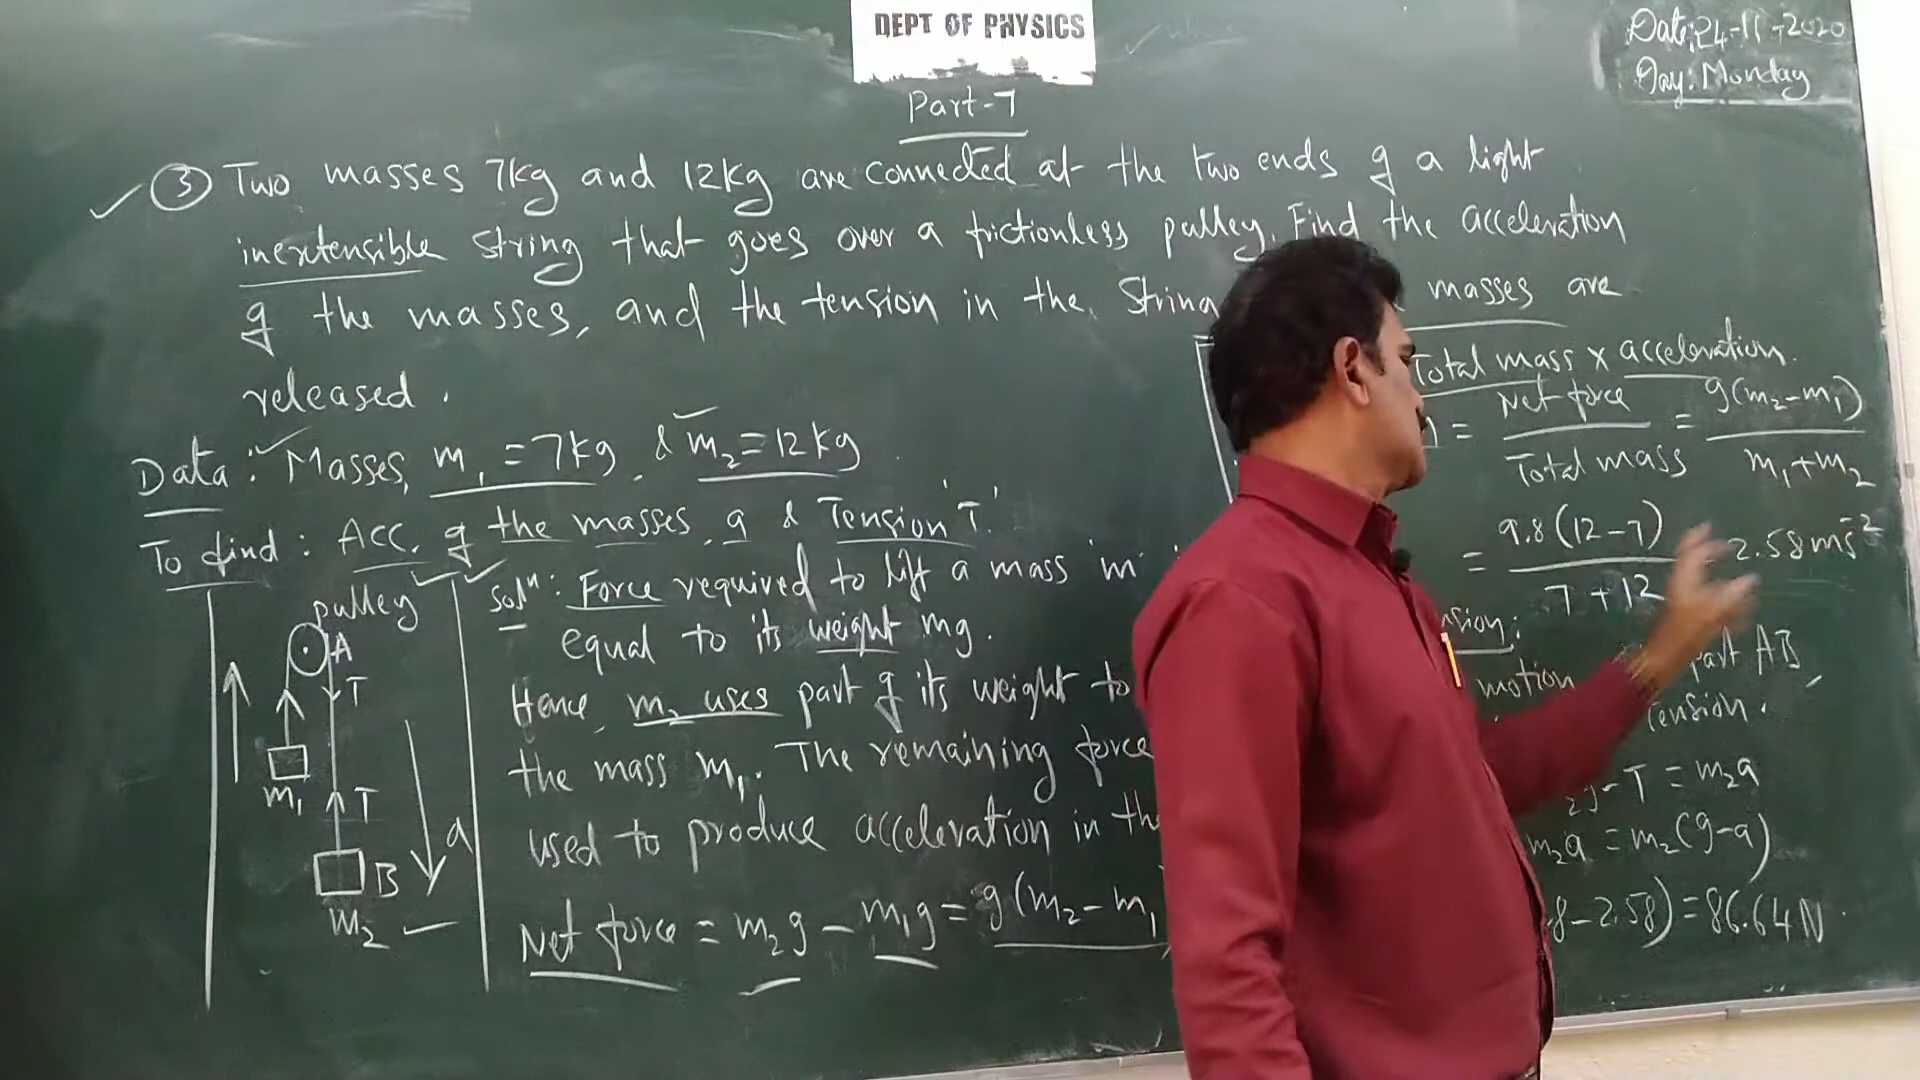 DEPT OF PHYSICS
Date: 24-11-2020
Day: Monday
Part-7
③ Two masses 7kg and 12kg are connected at the two ends of a light
inextensible string that goes over a frictionless pulley. Find the acceleration
of the masses, and the tension in the String masses are
released.
Data: Masses, m₁ = 7kg & m₂ = 12kg
To find: Acc. of the masses, a & Tension 'T'.
pulley
A
T
m₁
T
B
m₂
a
Solⁿ: Force required to lift a mass 'm'
equal to its weight mg.
Hence, m₂ uses part of its weight to
the mass m₁. The remaining force
used to produce acceleration in
Net force = m₂g - m₁g = g(m₂ - m₁
Total mass x acceleration.
= Net force / Total mass = g(m₂-m₁) / m₁+m₂
= 9.8(12-7) / 7+12 2.58ms⁻²
motion part AB,
Tension.
-T = m₂a
m₂a = m₂(g-a)
8-2.58) = 86.64N.